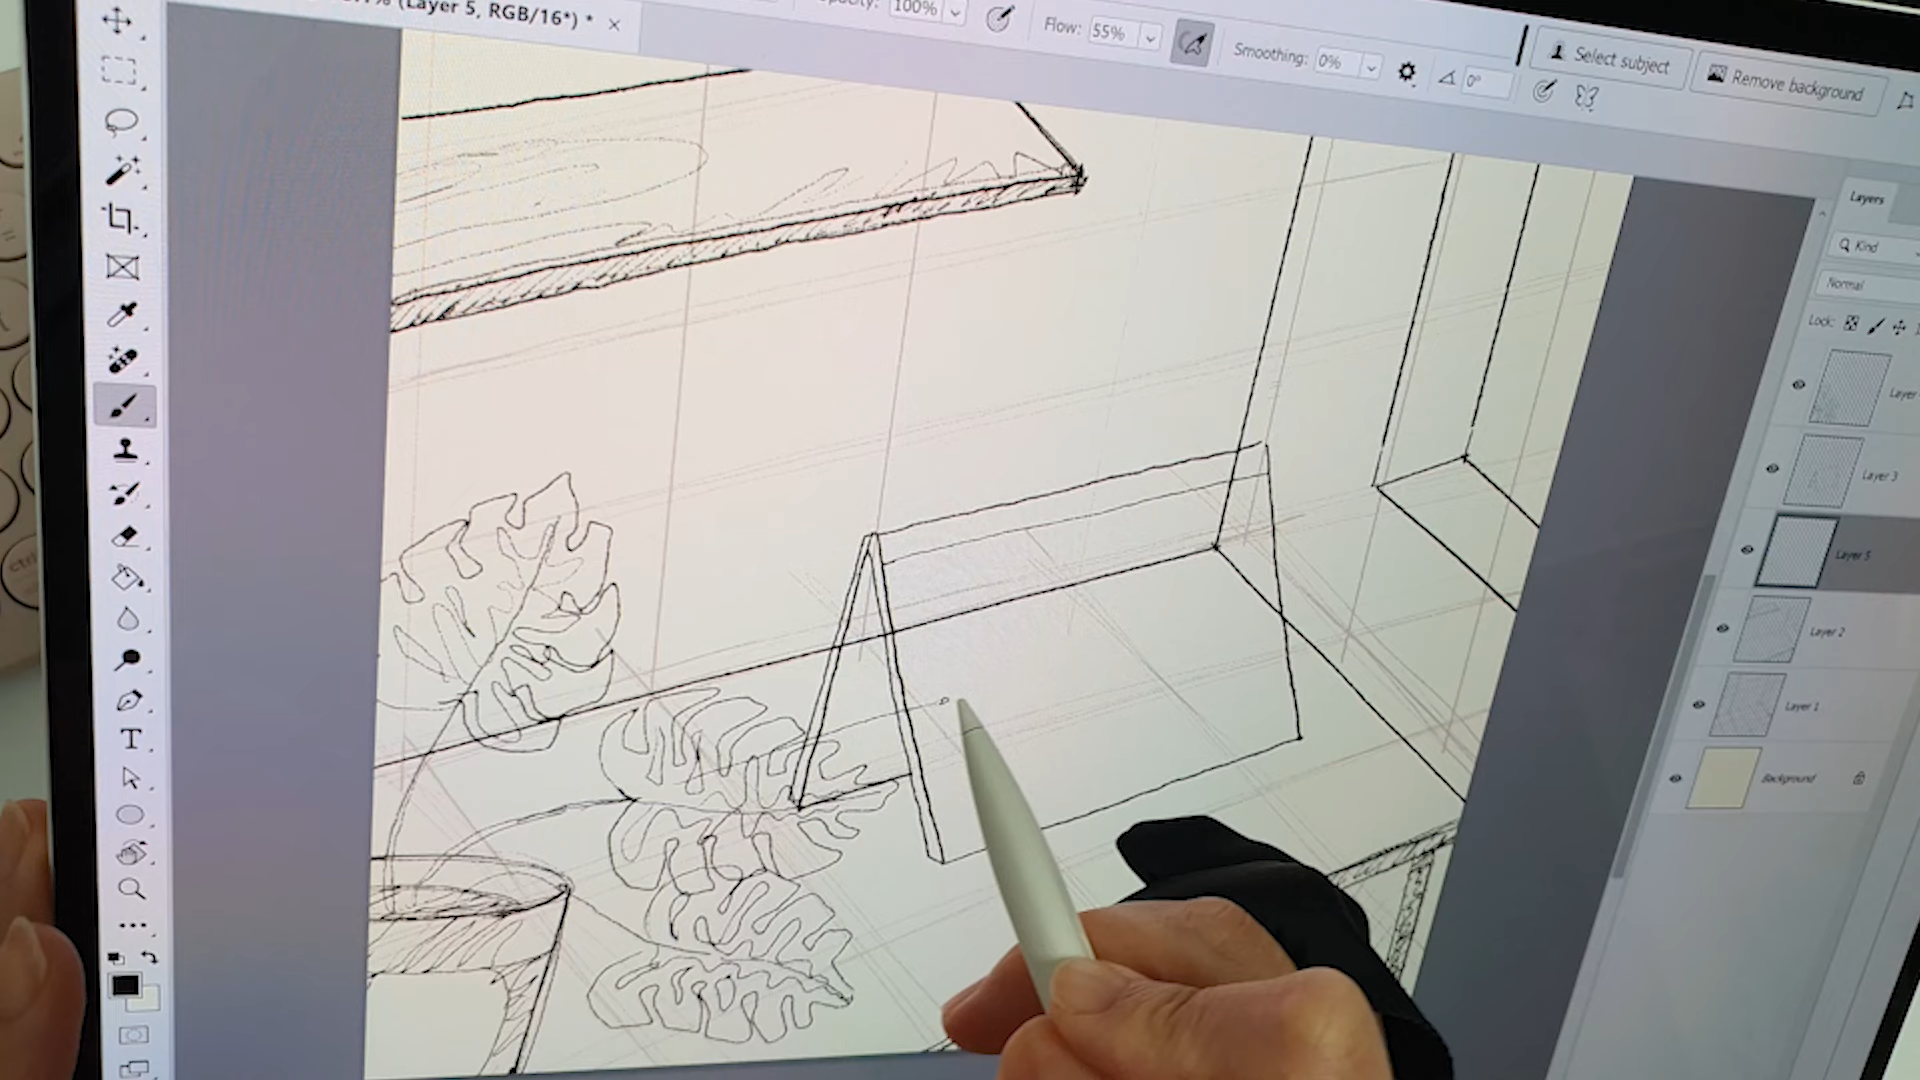 (Layer 5, RGB/16*) *
100%
Flow: 55%
Smoothing: 0%
0°
Select subject
Remove background
Layers
Kind
Normal
Lock:
Layer
Layer 3
Layer 5
Layer 2
Layer 1
Background
T
ctrl